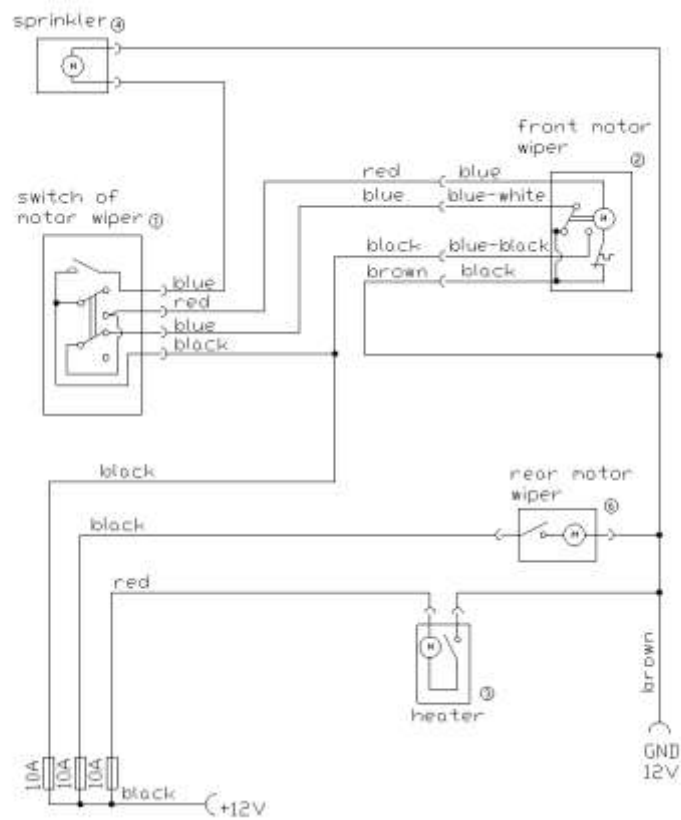 sprinkler ④
M
front motor
wiper
②
red
blue
blue
blue-white
M
switch of
motor wiper ①
black
blue-black
brown
black
blue
red
blue
black
black
rear motor
wiper
⑥
black
M
red
M
③
heater
brown
10A
10A
10A
black
+12V
GND
12V